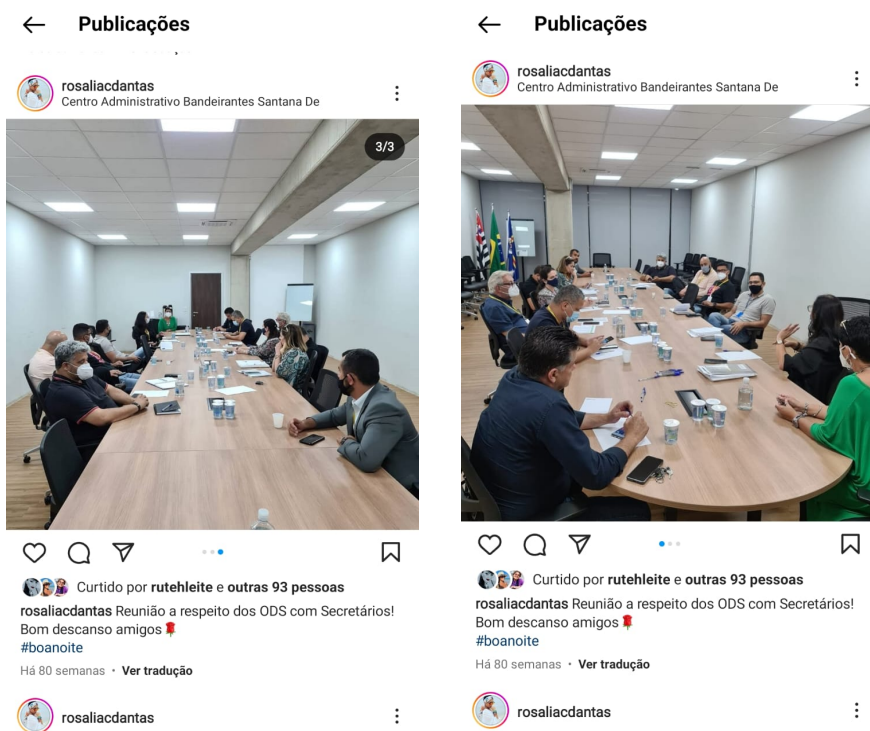 Publicações
rosaliacdantas
Centro Administrativo Bandeirantes Santana De
3/3
Curtido por rutehleite e outras 93 pessoas
rosaliacdantas Reunião a respeito dos ODS com Secretários!
Bom descanso amigos🌹
#boanoite
Há 80 semanas • Ver tradução
rosaliacdantas
Publicações
rosaliacdantas
Centro Administrativo Bandeirantes Santana De
Curtido por rutehleite e outras 93 pessoas
rosaliacdantas Reunião a respeito dos ODS com Secretários!
Bom descanso amigos🌹
#boanoite
Há 80 semanas • Ver tradução
rosaliacdantas